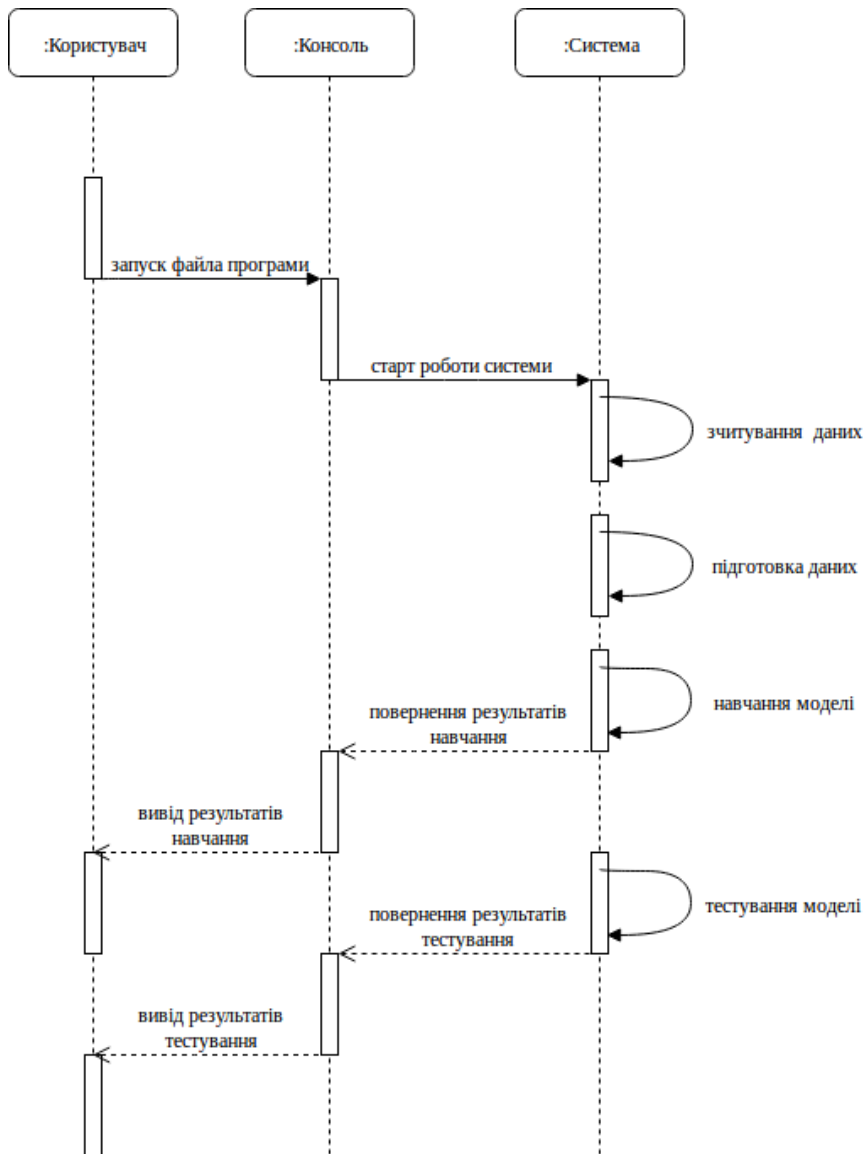 :Користувач
:Консоль
:Система
запуск файла програми
старт роботи системи
зчитування даних
підготовка даних
навчання моделі
повернення результатів
навчання
вивід результатів
навчання
тестування моделі
повернення результатів
тестування
вивід результатів
тестування